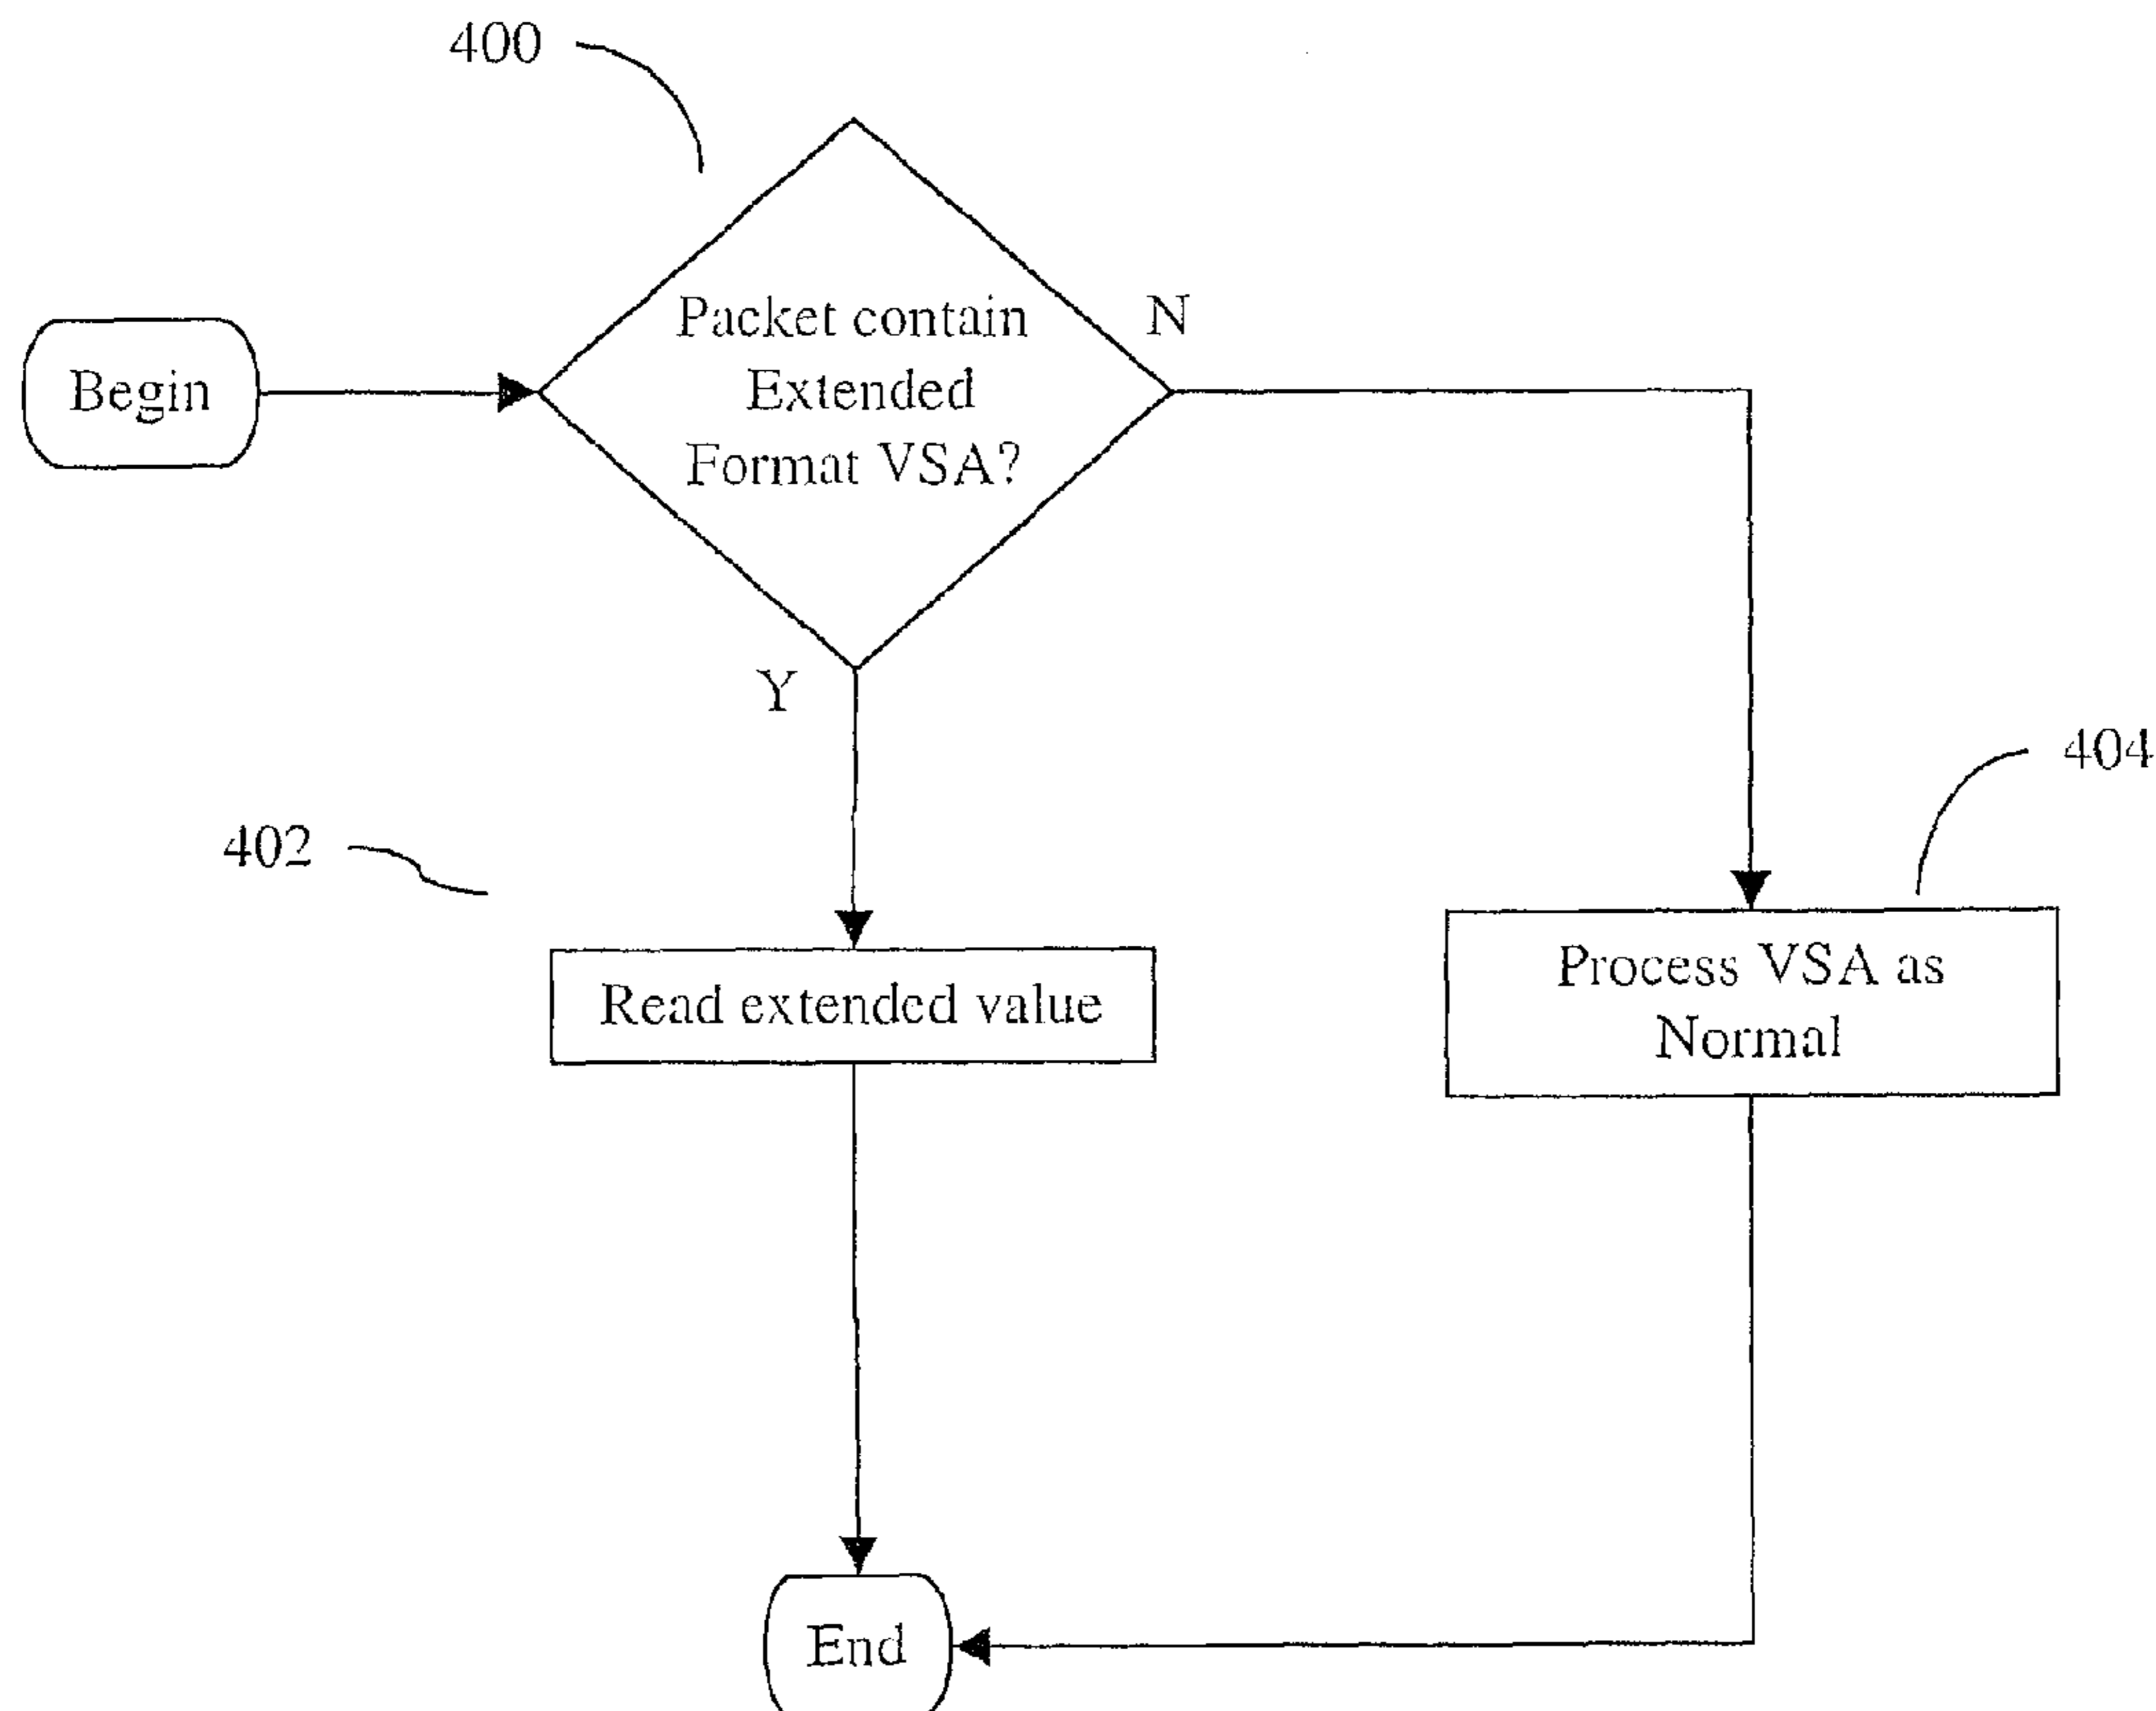 400
Begin
Packet contain
Extended
Format VSA?
N
Y
402
404
Read extended value
Process VSA as
Normal
End